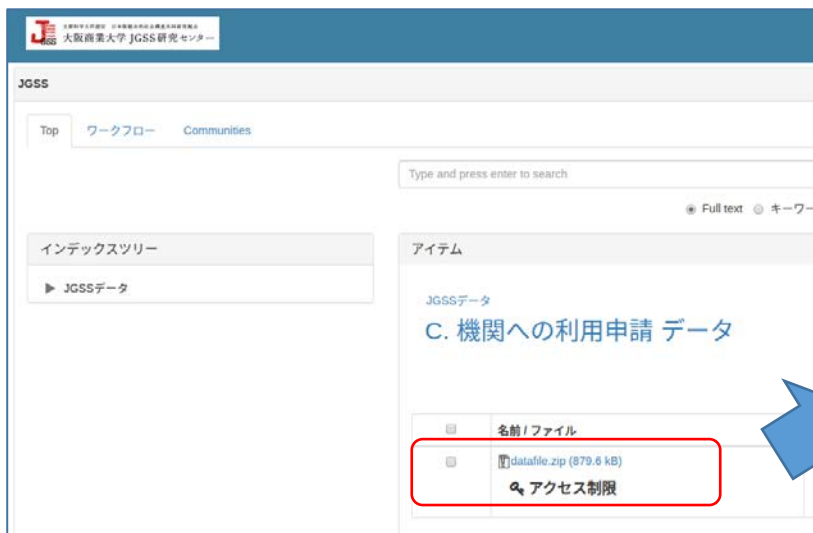 大阪商業大学 JGSS研究センター
JGSS
JGSS
Top
ワークフロー
Communities
Type and press enter to search
Full text
インデックスツリー
アイテム
JGSSデータ
JGSSデータ
C. 機関への利用申請 データ
名前 / ファイル
datafile.zip (879.6 kB)
アクセス制限